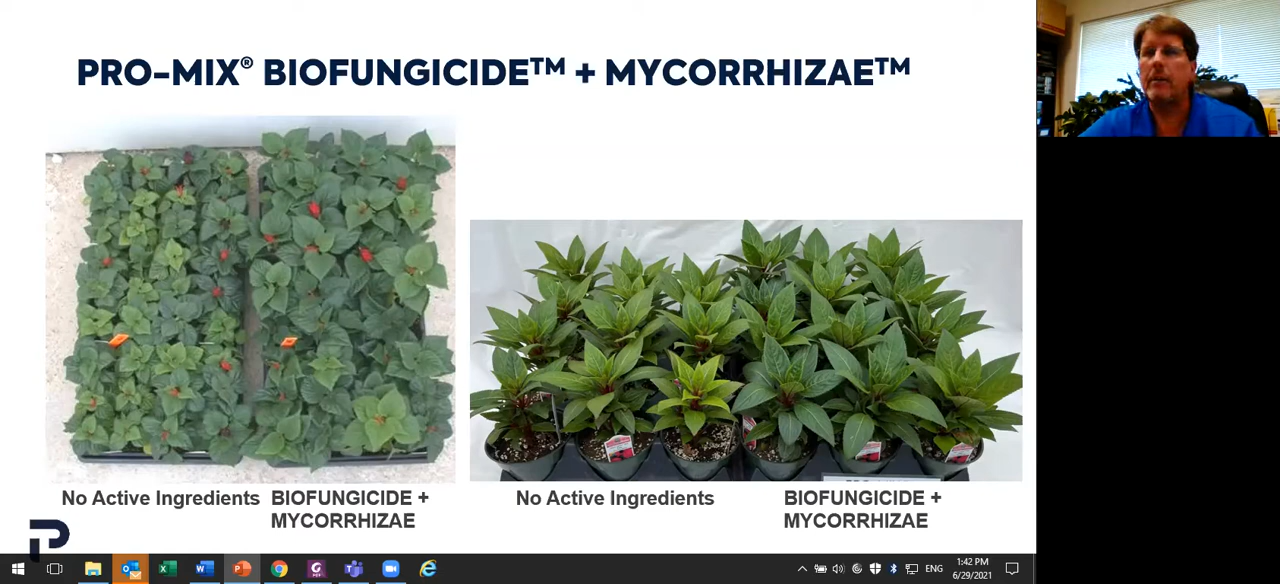 PRO-MIX® BIOFUNGICIDE™ + MYCORRHIZAE™
No Active Ingredients
BIOFUNGICIDE +
MYCORRHIZAE
No Active Ingredients
BIOFUNGICIDE +
MYCORRHIZAE
ENG
1:42 PM
6/29/2021